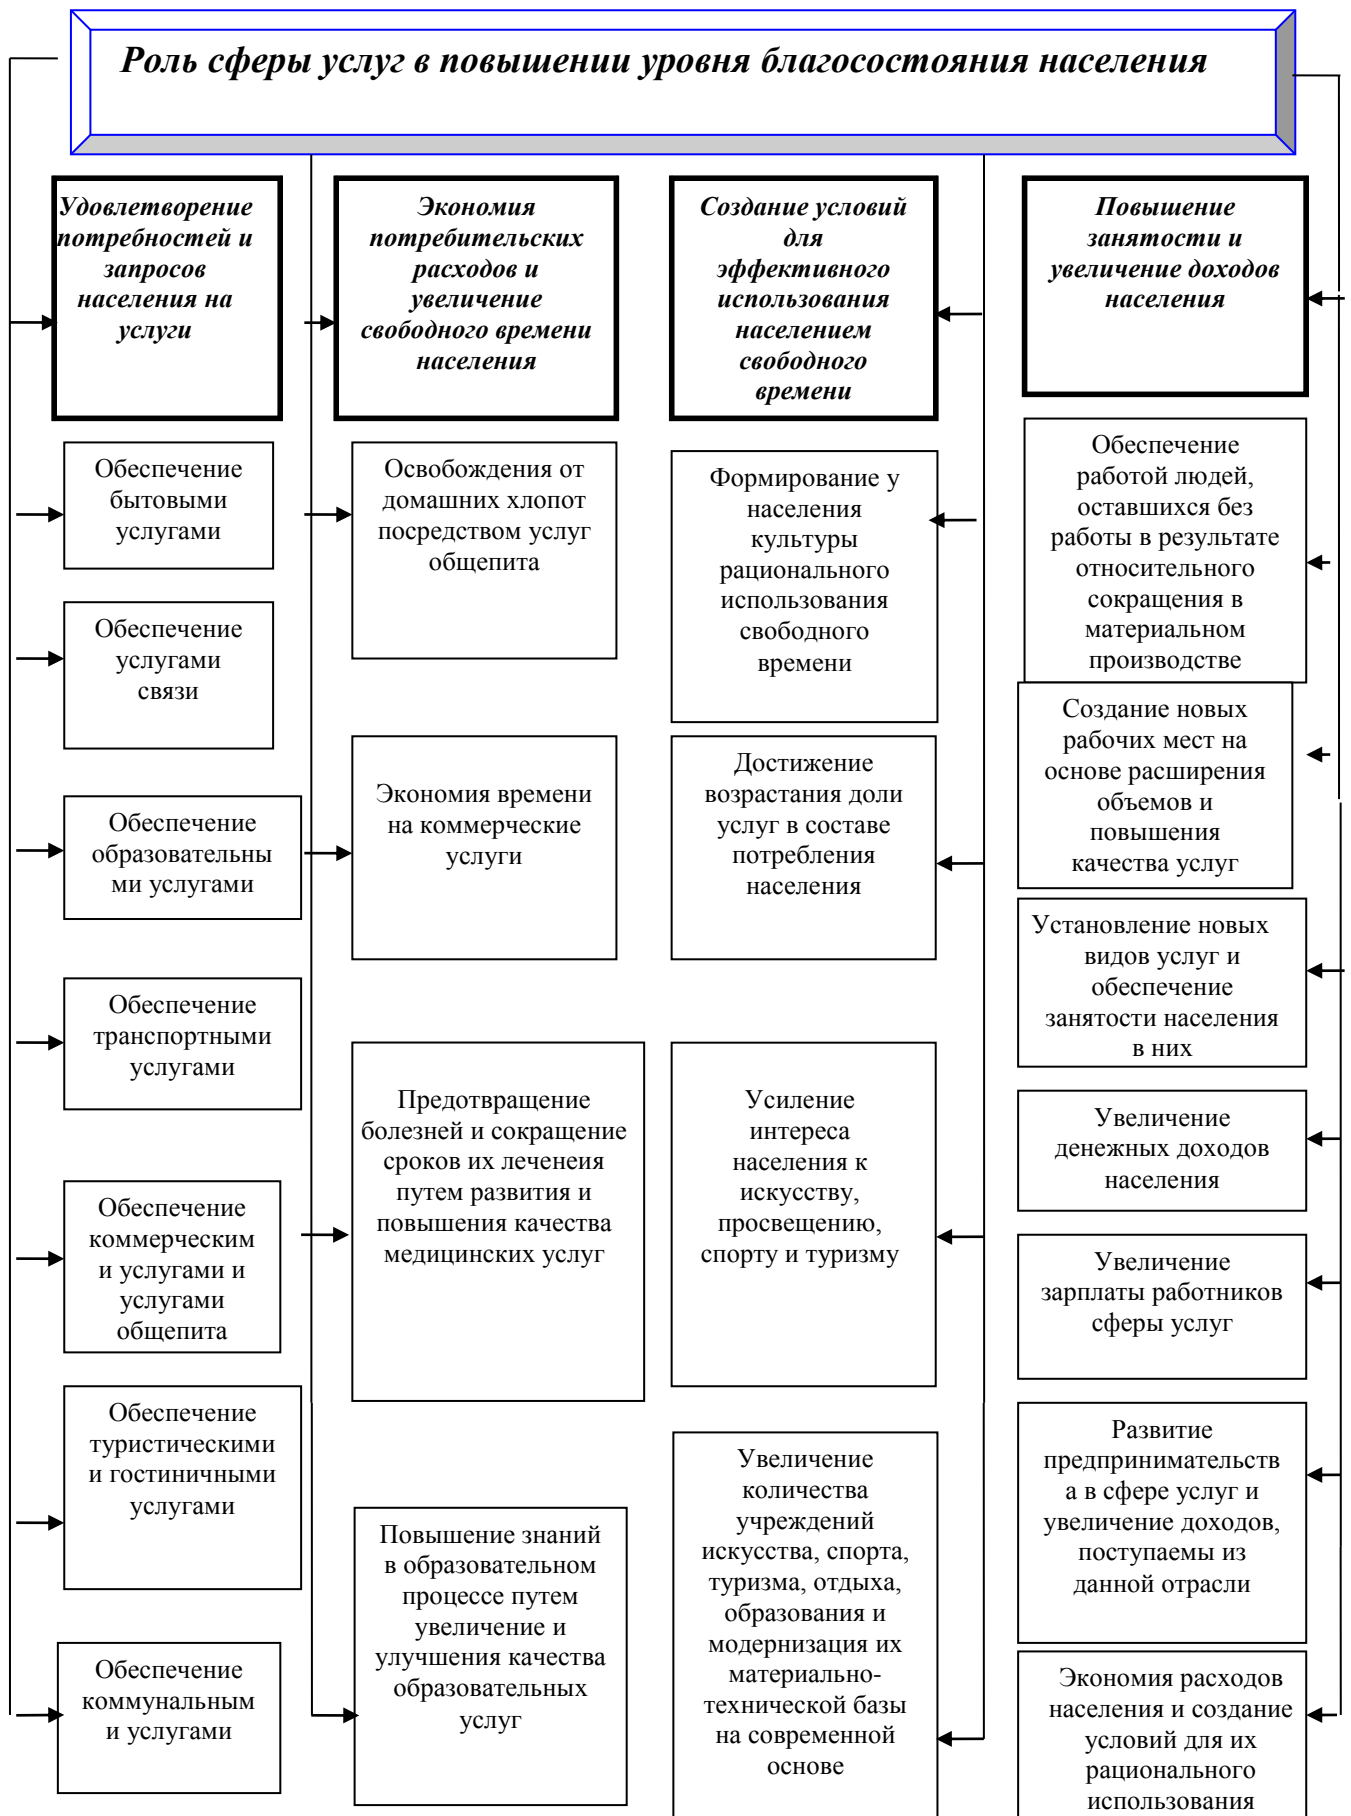 Роль сферы услуг в повышении уровня благосостояния населения
Удовлетворение
потребностей и
запросов
населения на
услуги
Обеспечение
бытовыми
услугами
Обеспечение
услугами
связи
Обеспечение
образовательны
ми услугами
Обеспечение
транспортными
услугами
Обеспечение
коммерческим
и услугами и
услугами
общепита
Обеспечение
туристическими
и гостиничными
услугами
Обеспечение
коммунальным
и услугами
Экономия
потребительских
расходов и
увеличение
свободного времени
населения
Освобождения от
домашних хлопот
посредством услуг
общепита
Экономия времени
на коммерческие
услуги
Предотвращение
болезней и сокращение
сроков их леченеия
путем развития и
повышения качества
медицинских услуг
Повышение знаний
в образовательном
процессе путем
увеличение и
улучшения качества
образовательных
услуг
Создание условий
для
эффективного
использования
населением
свободного
времени
Формирование у
населения
культуры
рационального
использования
свободного
времени
Достижение
возрастания доли
услуг в составе
потребления
населения
Усиление
интереса
населения к
искусству,
просвещению,
спорту и туризму
Увеличение
количества
учреждений
искусства, спорта,
туризма, отдыха,
образования и
модернизация их
материально-
технической базы
на современной
основе
Повышение
занятости и
увеличение доходов
населения
Обеспечение
работой людей,
оставшихся без
работы в результате
относительного
сокращения в
материальном
производстве
Создание новых
рабочих мест на
основе расширения
объемов и
повышения
качества услуг
Установление новых
видов услуг и
обеспечение
занятости населения
в них
Увеличение
денежных доходов
населения
Увеличение
зарплаты работников
сферы услуг
Развитие
предпринимательств
а в сфере услуг и
увеличение доходов,
поступаемы из
данной отрасли
Экономия расходов
населения и создание
условий для их
рационального
использования